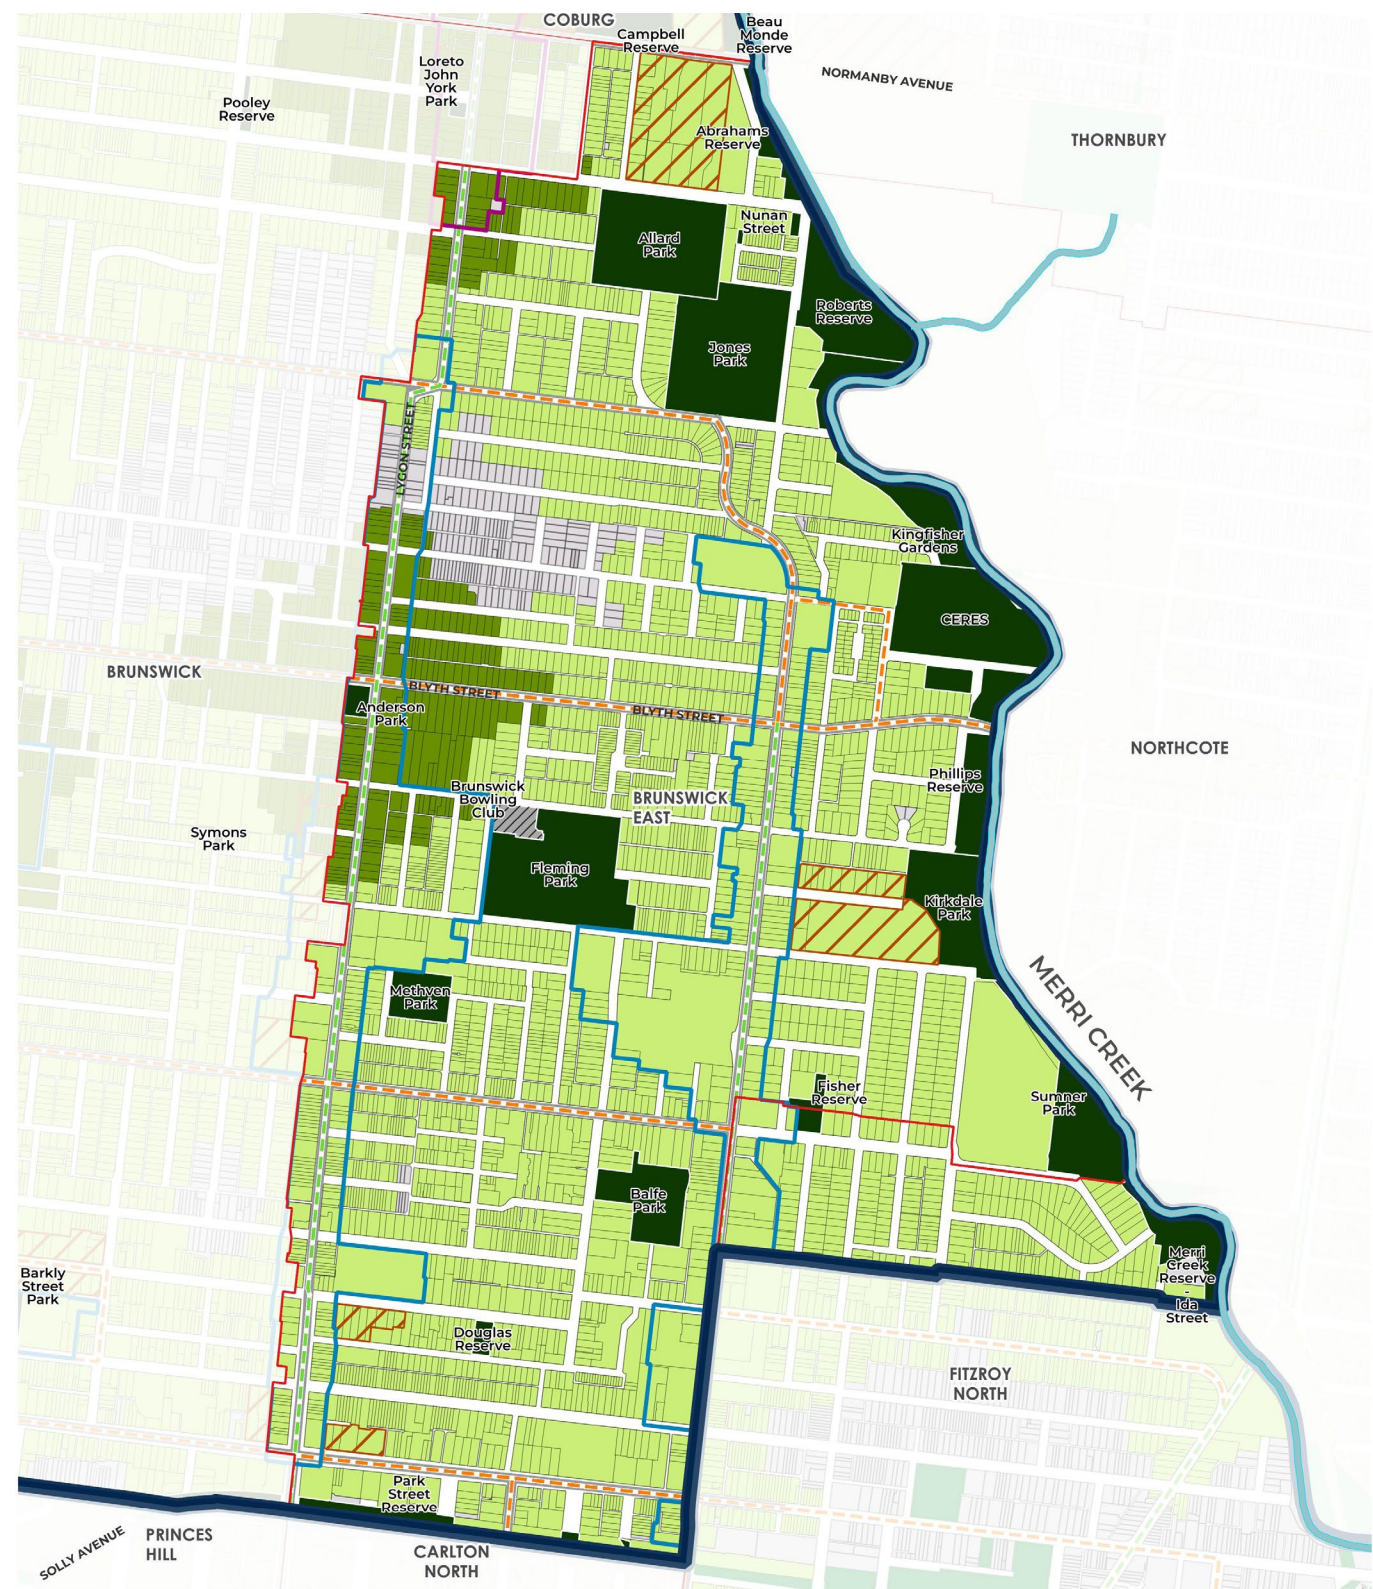 COBURG
Beau
Monde
Reserve
Campbell
Reserve
Loreto
John
York
Park
NORMANBY AVENUE
Pooley
Reserve
Abrahams
Reserve
THORNBURY
Nunan
Street
Allard
Park
Roberts
Reserve
Jones
Park
LYGON STREET
Kingfisher
Gardens
CERES
BRUNSWICK
BLYTH STREET
Anderson
Park
BLYTH STREET
NORTHCOTE
Phillips
Reserve
Brunswick
Bowling
Club
BRUNSWICK
EAST
Symons
Park
Fleming
Park
Kirkdale
Park
MERRI CREEK
Methven
Park
Fisher
Reserve
Sumner
Park
Balfe
Park
Merri
Creek
Reserve
-
Ida
Street
Barkly
Street
Park
Douglas
Reserve
FITZROY
NORTH
Park
Street
Reserve
SOLLY AVENUE
PRINCES
HILL
CARLTON
NORTH